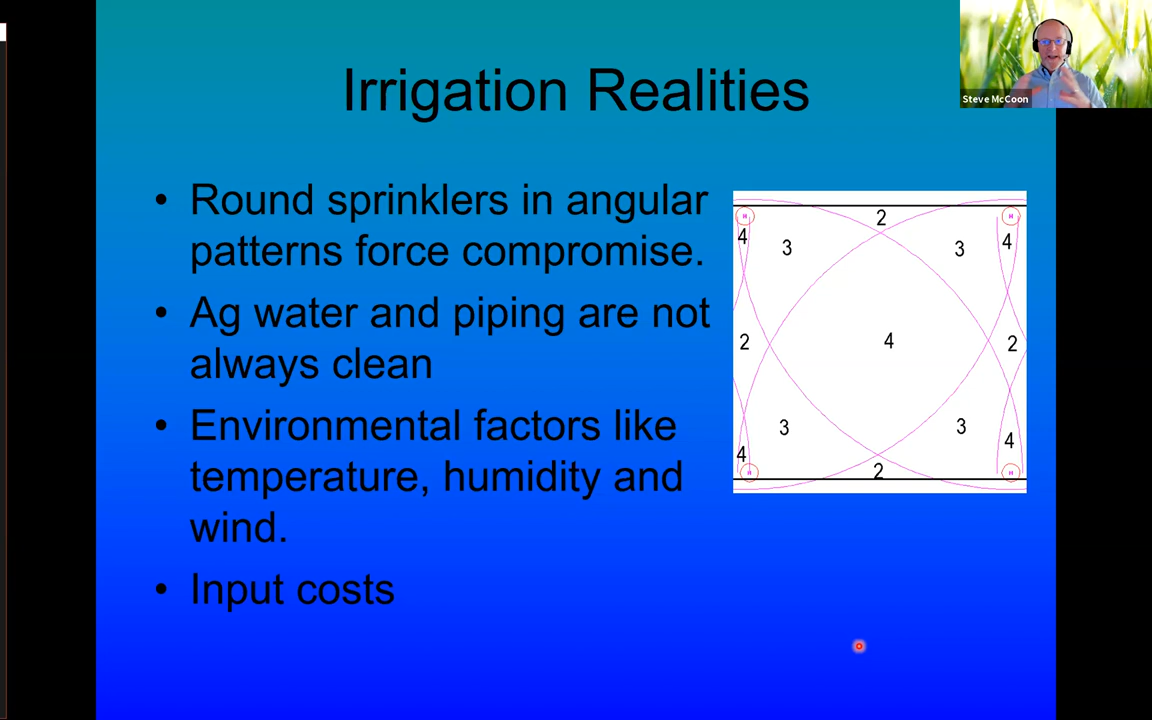 Irrigation Realities
Steve McCoon
• Round sprinklers in angular
patterns force compromise.
• Ag water and piping are not
always clean
• Environmental factors like
temperature, humidity and
wind.
• Input costs
H 2 H
4 3 3 4
2 4 2
3 3 4
4 H 2 H